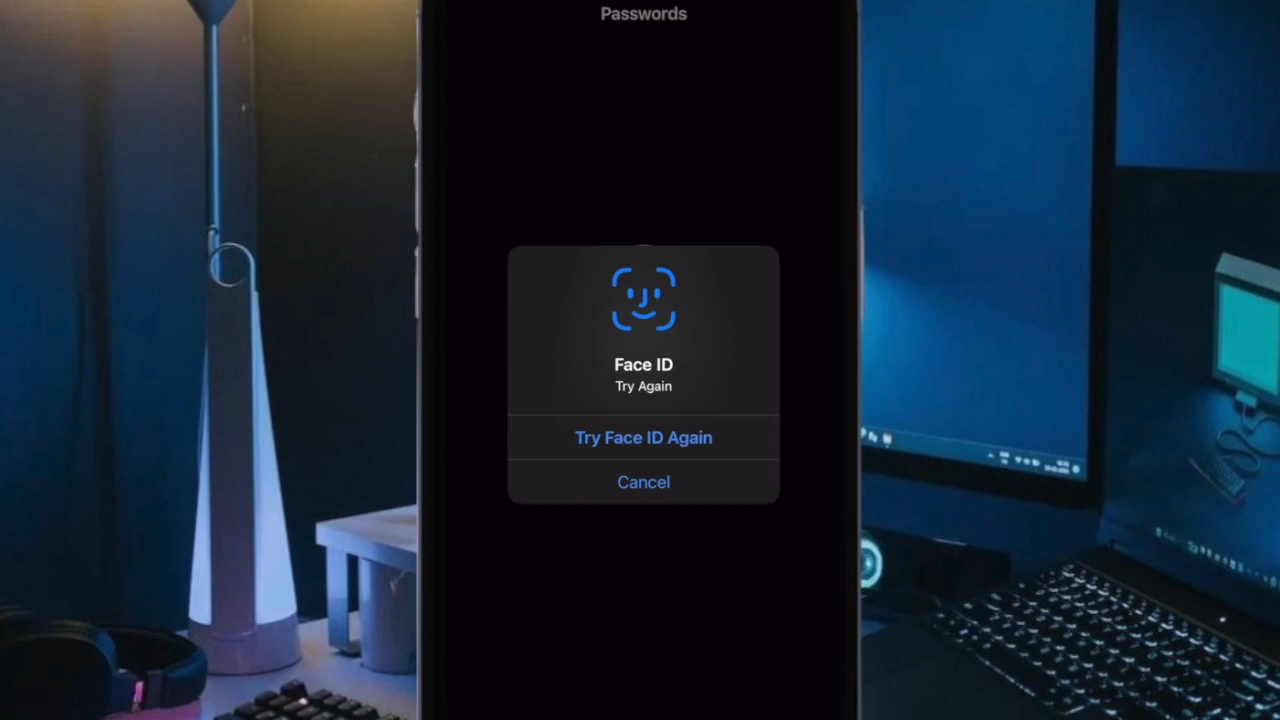 Passwords
Face ID
Try Again
Try Face ID Again
Cancel